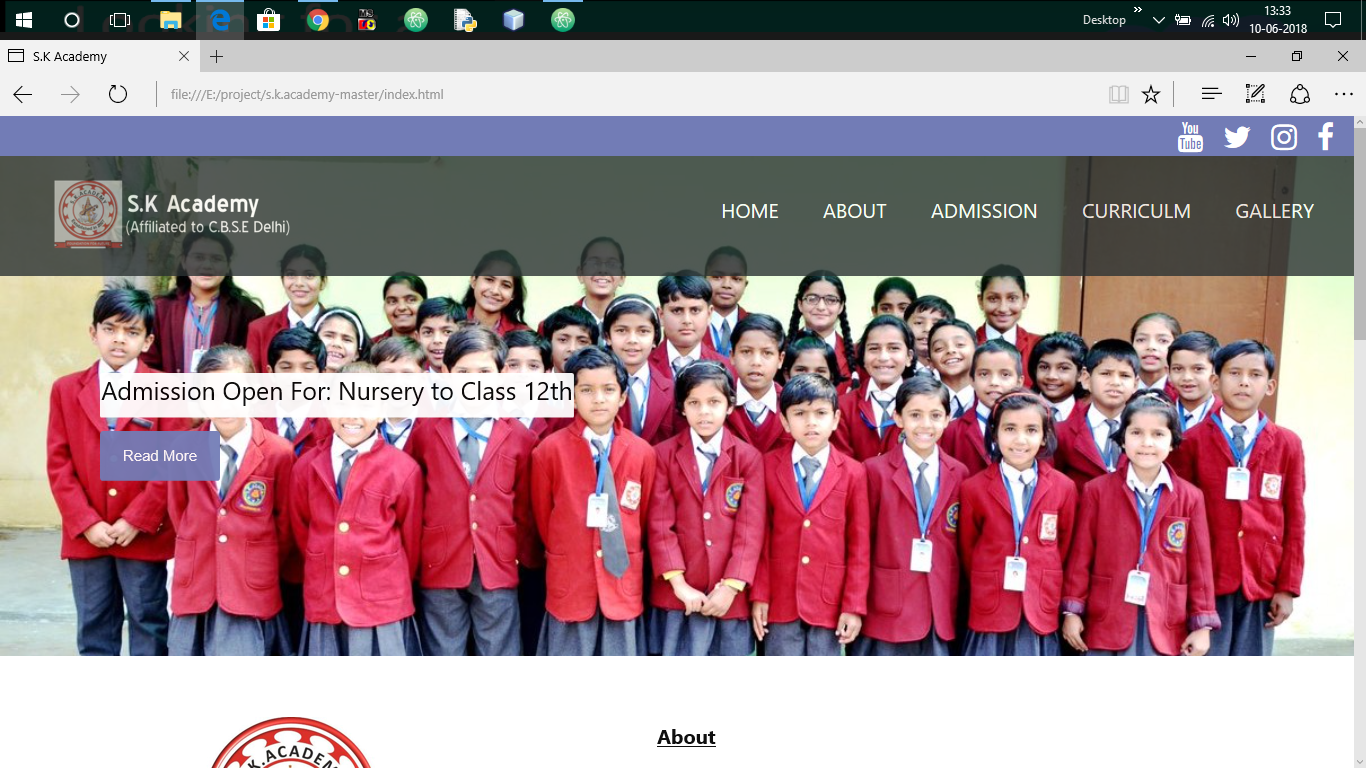 Desktop
13:33
10-06-2018
S.K Academy
file:///E:/project/s.k.academy-master/index.html
You
Tube
S.K Academy
(Affiliated to C.B.S.E Delhi)
HOME ABOUT ADMISSION CURRICULM GALLERY
Admission Open For: Nursery to Class 12th
Read More
About
S.K.ACADEMY